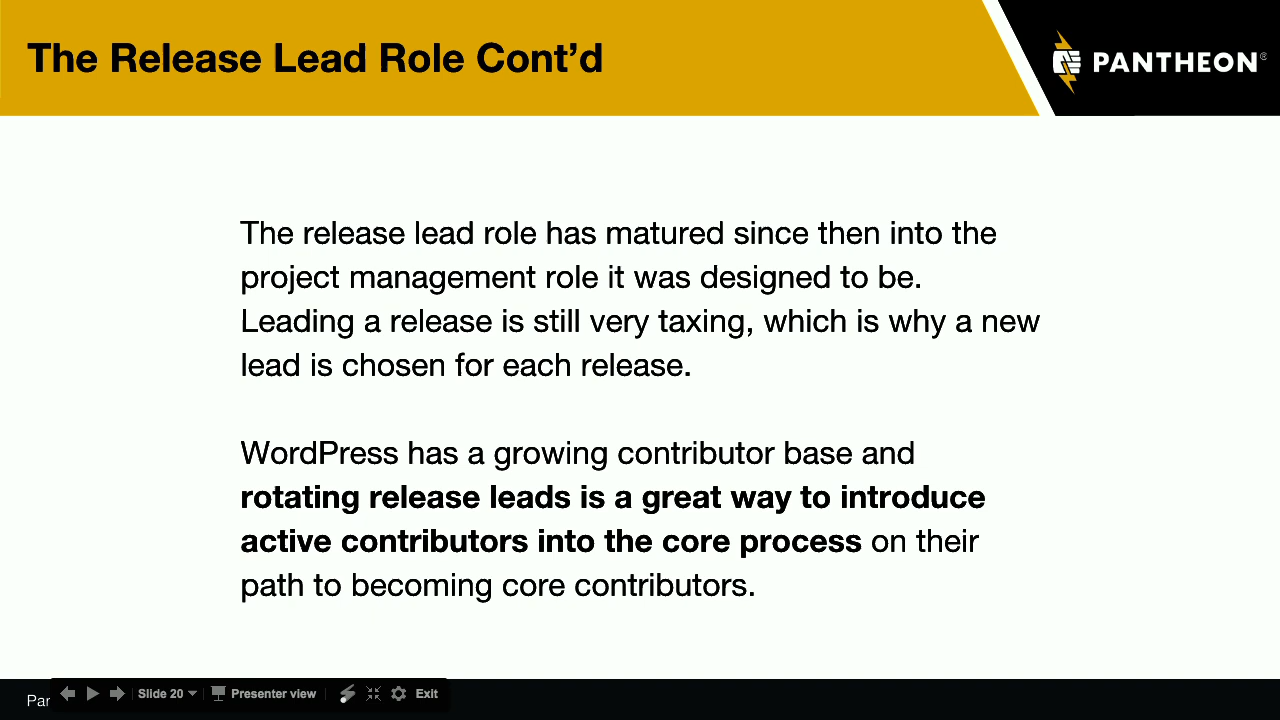 The Release Lead Role Cont’d
PANTHEON®
The release lead role has matured since then into the
project management role it was designed to be.
Leading a release is still very taxing, which is why a new
lead is chosen for each release.
WordPress has a growing contributor base and
rotating release leads is a great way to introduce
active contributors into the core process on their
path to becoming core contributors.
Slide 20
Presenter view
Exit